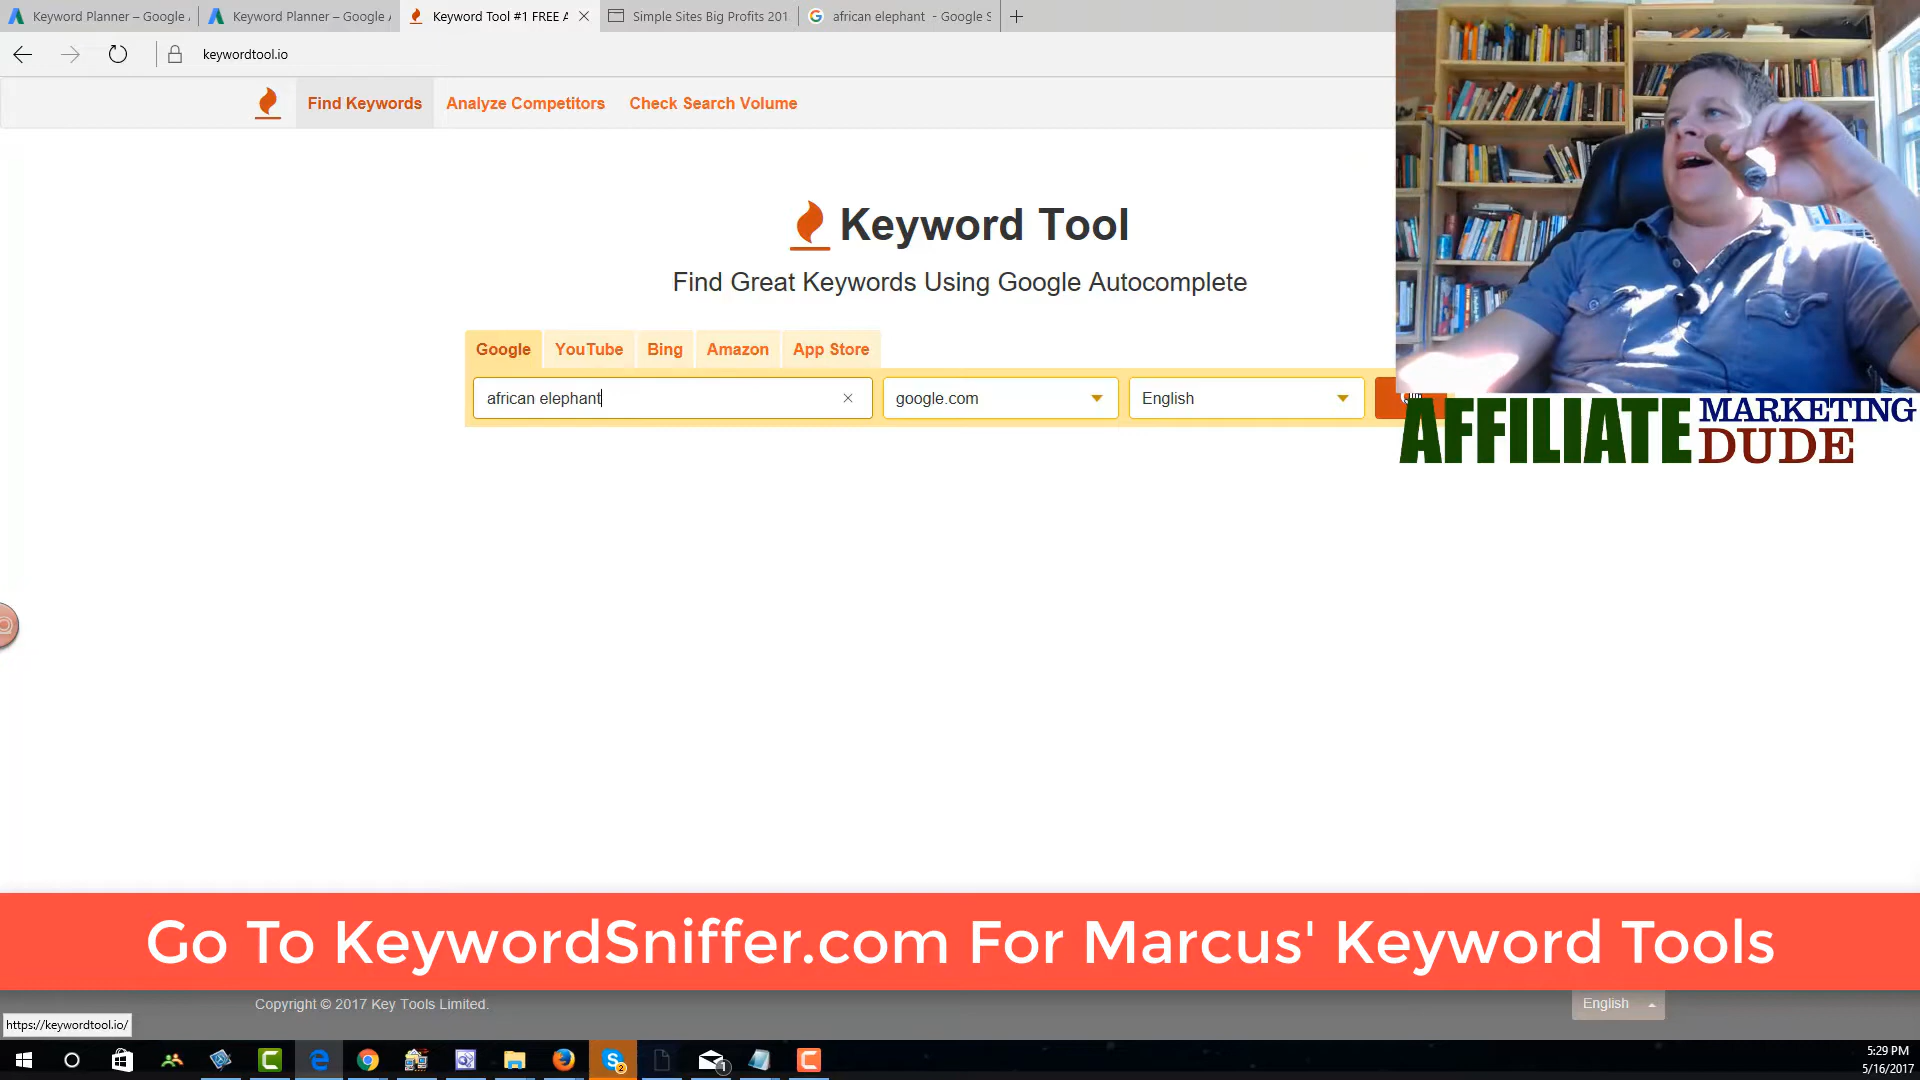 Keyword Planner – Google A
Keyword Planner – Google A
Keyword Tool #1 FREE A
Simple Sites Big Profits 201
african elephant - Google S
keywordtool.io
Find Keywords
Analyze Competitors
Check Search Volume
Keyword Tool
Find Great Keywords Using Google Autocomplete
Google
YouTube
Bing
Amazon
App Store
african elephant
google.com
English
AFFILIATE MARKETING DUDE
Go To KeywordSniffer.com For Marcus' Keyword Tools
Copyright © 2017 Key Tools Limited.
English
https://keywordtool.io/
2
1
5:29 PM
5/16/2017